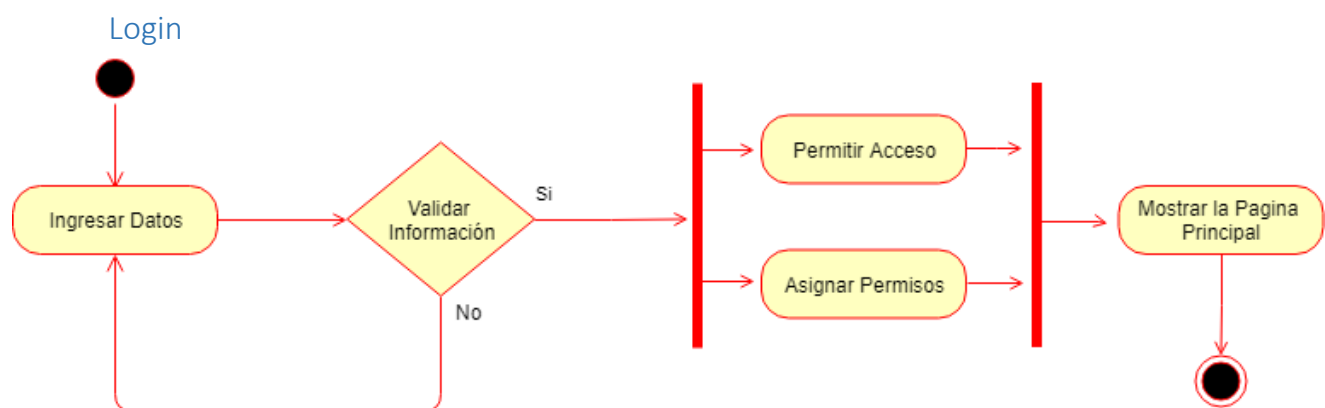 Login
Ingresar Datos
Validar
Información
Si
No
Permitir Acceso
Asignar Permisos
Mostrar la Pagina
Principal